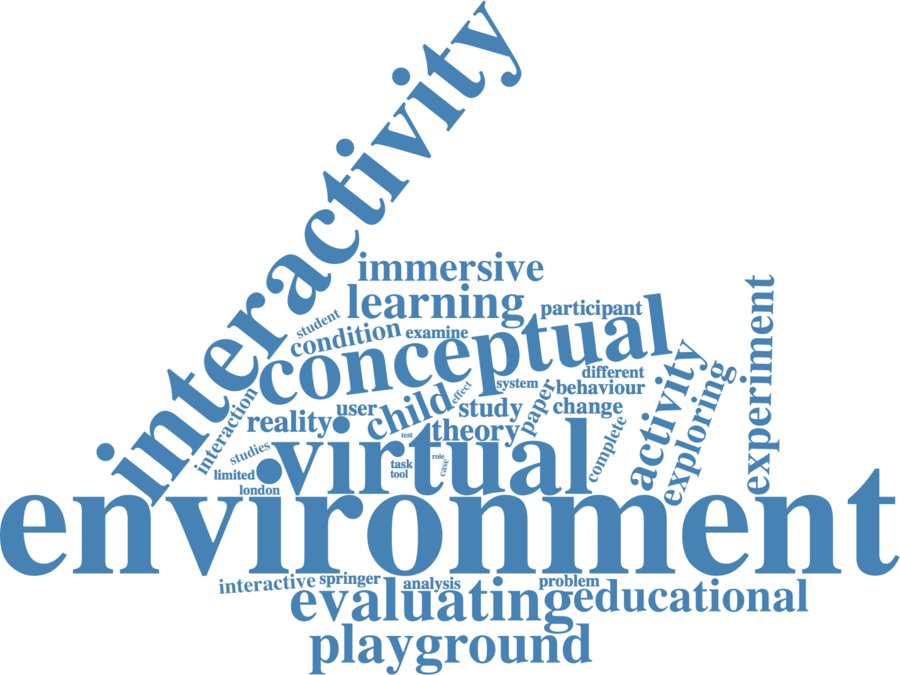 interactivity
immersive
learning
participant
experiment
student
condition
examine
conceptual
different
activity
exploring
interaction
reality
user
child
effect
system
study
paper
behaviour
change
theory
studies
virtual
test
complete
limited
london
task
tool
role
case
environment
interactive
springer
analysis
problem
evaluating
educational
playground